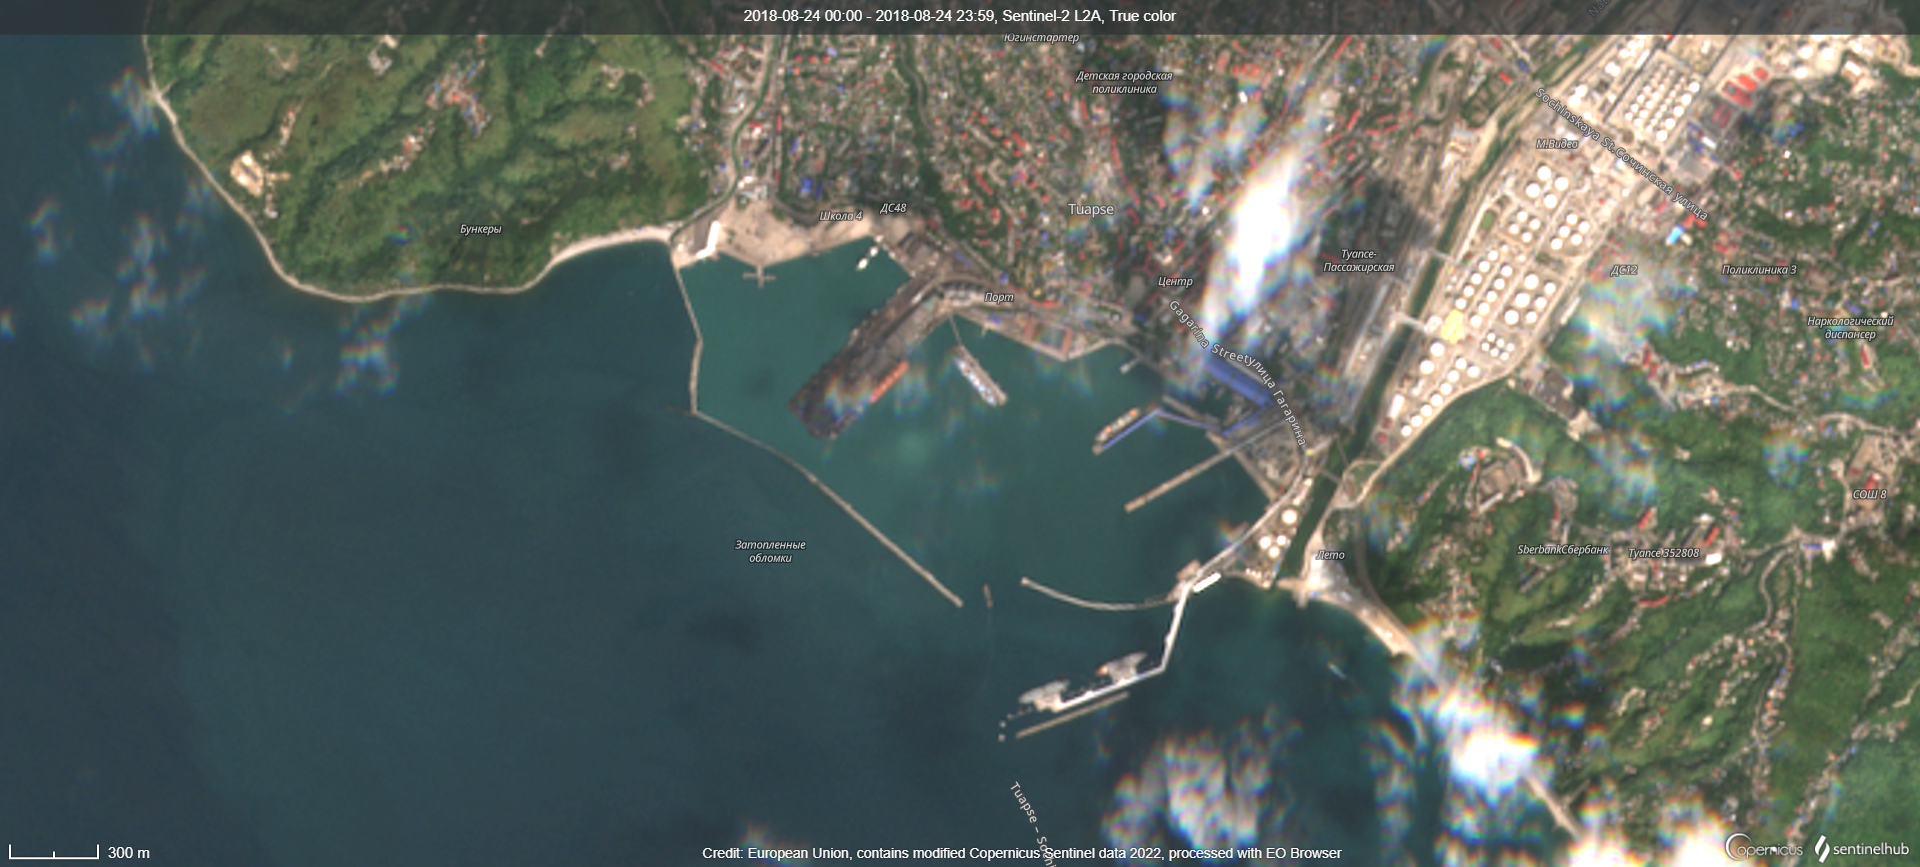 2018-08-24 00:00 - 2018-08-24 23:59, Sentinel-2 L2A, True color
Югинстартер
Детская городская
поликлиника
Sochinskaya St.Сочинская улица
М.Видео
Школа 4
ДС48
Tuapse
Бункеры
Туапсе-
Пассажирская
ДС12
Поликлиника 3
Центр
Порт
Gagarina Streetулица Гагарина
Наркологический
диспансер
СОШ 8
Затопленные
обломки
Лето
SberbankСбербанк
Туапсе 352808
Tuapse – Sochi
300 m
Credit: European Union, contains modified Copernicus Sentinel data 2022, processed with EO Browser
opernicus
sentinelhub